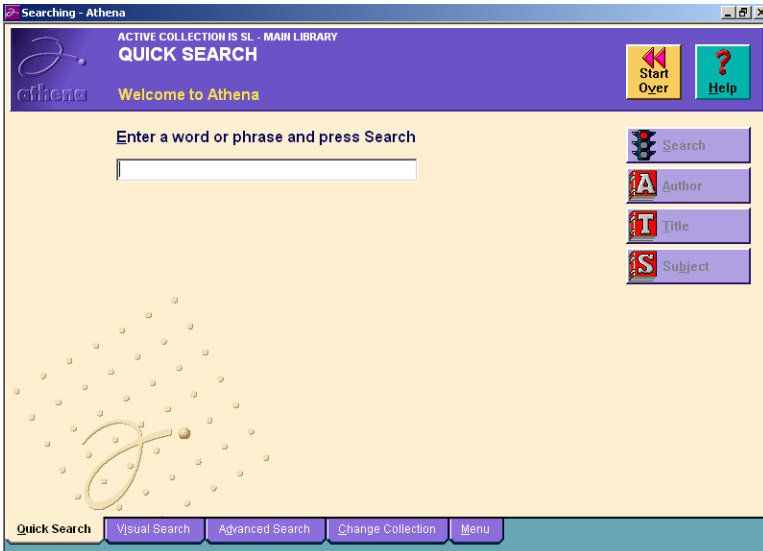 Searching - Athena
ACTIVE COLLECTION IS SL - MAIN LIBRARY
QUICK SEARCH
athena
Welcome to Athena
Start
Over
?
Help
Enter a word or phrase and press Search
Search
A
Author
T
Title
S
Subject
athena
Quick Search
Visual Search
Advanced Search
Change Collection
Menu